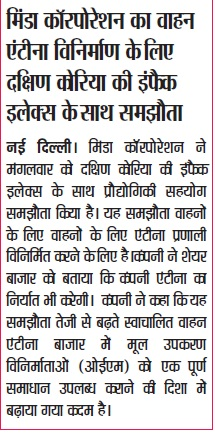 मिंडा कॉरपोरेशन का वाहन
एंटीना विनिर्माण के लिए
दक्षिण कोरिया की इंफैक
इलेक्स के साथ समझौता
नई दिल्ली। मिंडा कॉरपोरेशन ने
मंगलवार को दक्षिण कोरिया की इंफैक
इलेक्स के साथ प्रौद्योगिकी सहयोग
समझौता किया है। यह समझौता वाहनो
के लिए वाहनों के लिए एंटीना प्रणाली
विनिर्मित करने के लिए है।कंपनी ने शेयर
बाजार को बताया कि कंपनी एंटीना का
निर्यात भी करेगी। कंपनी ने कहा कि यह
समझौता तेजी से बढ़ते स्वाचालित वाहन
एंटीना बाजार में मूल उपकरण
विनिर्माताओं (ओईएम) को एक पूर्ण
समाधान उपलब्ध कराने की दिशा में
बढ़ाया गया कदम है।